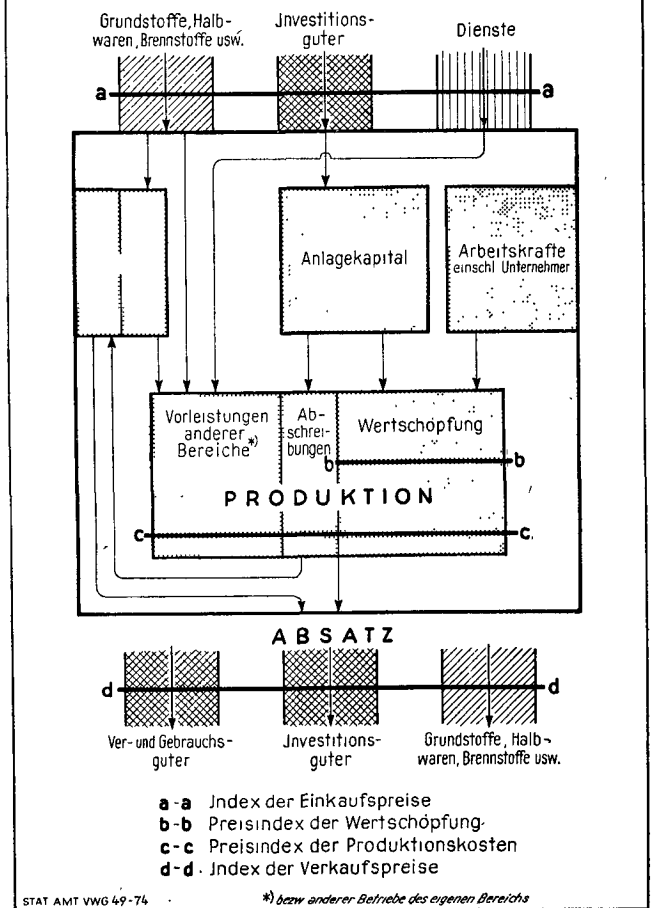 Grundstoffe, Halb-
waren, Brennstoffe usw.
Jnvestitions-
guter
Dienste
a
a
Anlagekapital
Arbeitskrafte
einschl Unternehmer
Vorleistungen
anderer
Bereiche*)
Ab-
schrei-
bungen
Wertschöpfung
b
b
PRODUKTION
c
c
ABSATZ
d
d
Ver- und Gebrauchs-
guter
Jnvestitions-
guter
Grundstoffe, Halb-
waren, Brennstoffe usw.
a-a Jndex der Einkaufspreise
b-b Preisindex der Wertschöpfung
c-c Preisindex der Produktionskosten
d-d Jndex der Verkaufspreise
STAT AMT VWG 49-74
*) bezw anderer Betriebe des eigenen Bereichs